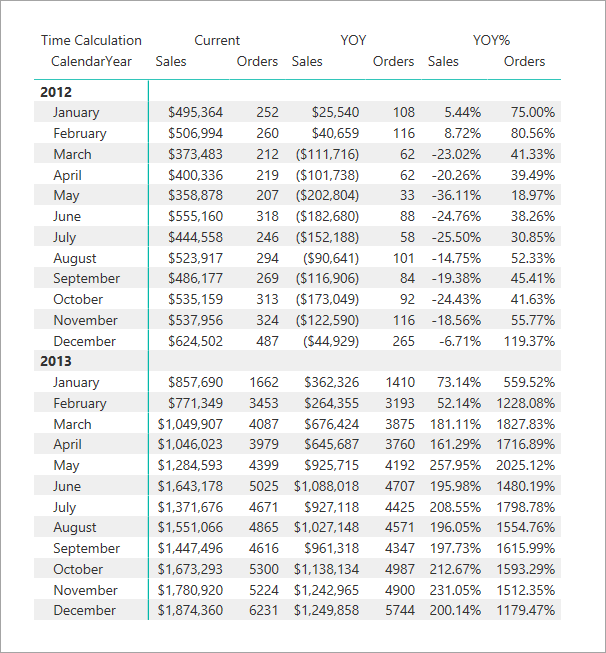 Time Calculation Current YOY YOY%
CalendarYear Sales Orders Sales Orders Sales Orders
2012
January $495,364 252 $25,540 108 5.44% 75.00%
February $506,994 260 $40,659 116 8.72% 80.56%
March $373,483 212 ($111,716) 62 -23.02% 41.33%
April $400,336 219 ($101,738) 62 -20.26% 39.49%
May $358,878 207 ($202,804) 33 -36.11% 18.97%
June $555,160 318 ($182,680) 88 -24.76% 38.26%
July $444,558 246 ($152,188) 58 -25.50% 30.85%
August $523,917 294 ($90,641) 101 -14.75% 52.33%
September $486,177 269 ($116,906) 84 -19.38% 45.41%
October $535,159 313 ($173,049) 92 -24.43% 41.63%
November $537,956 324 ($122,590) 116 -18.56% 55.77%
December $624,502 487 ($44,929) 265 -6.71% 119.37%
2013
January $857,690 1662 $362,326 1410 73.14% 559.52%
February $771,349 3453 $264,355 3193 52.14% 1228.08%
March $1,049,907 4087 $676,424 3875 181.11% 1827.83%
April $1,046,023 3979 $645,687 3760 161.29% 1716.89%
May $1,284,593 4399 $925,715 4192 257.95% 2025.12%
June $1,643,178 5025 $1,088,018 4707 195.98% 1480.19%
July $1,371,676 4671 $927,118 4425 208.55% 1798.78%
August $1,551,066 4865 $1,027,148 4571 196.05% 1554.76%
September $1,447,496 4616 $961,318 4347 197.73% 1615.99%
October $1,673,293 5300 $1,138,134 4987 212.67% 1593.29%
November $1,780,920 5224 $1,242,965 4900 231.05% 1512.35%
December $1,874,360 6231 $1,249,858 5744 200.14% 1179.47%